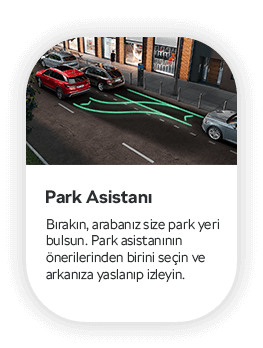 Park Asistanı
Bırakın, arabanız size park yeri
bulsun. Park asistanının
önerilerinden birini seçin ve
arkanıza yaslanıp izleyin.